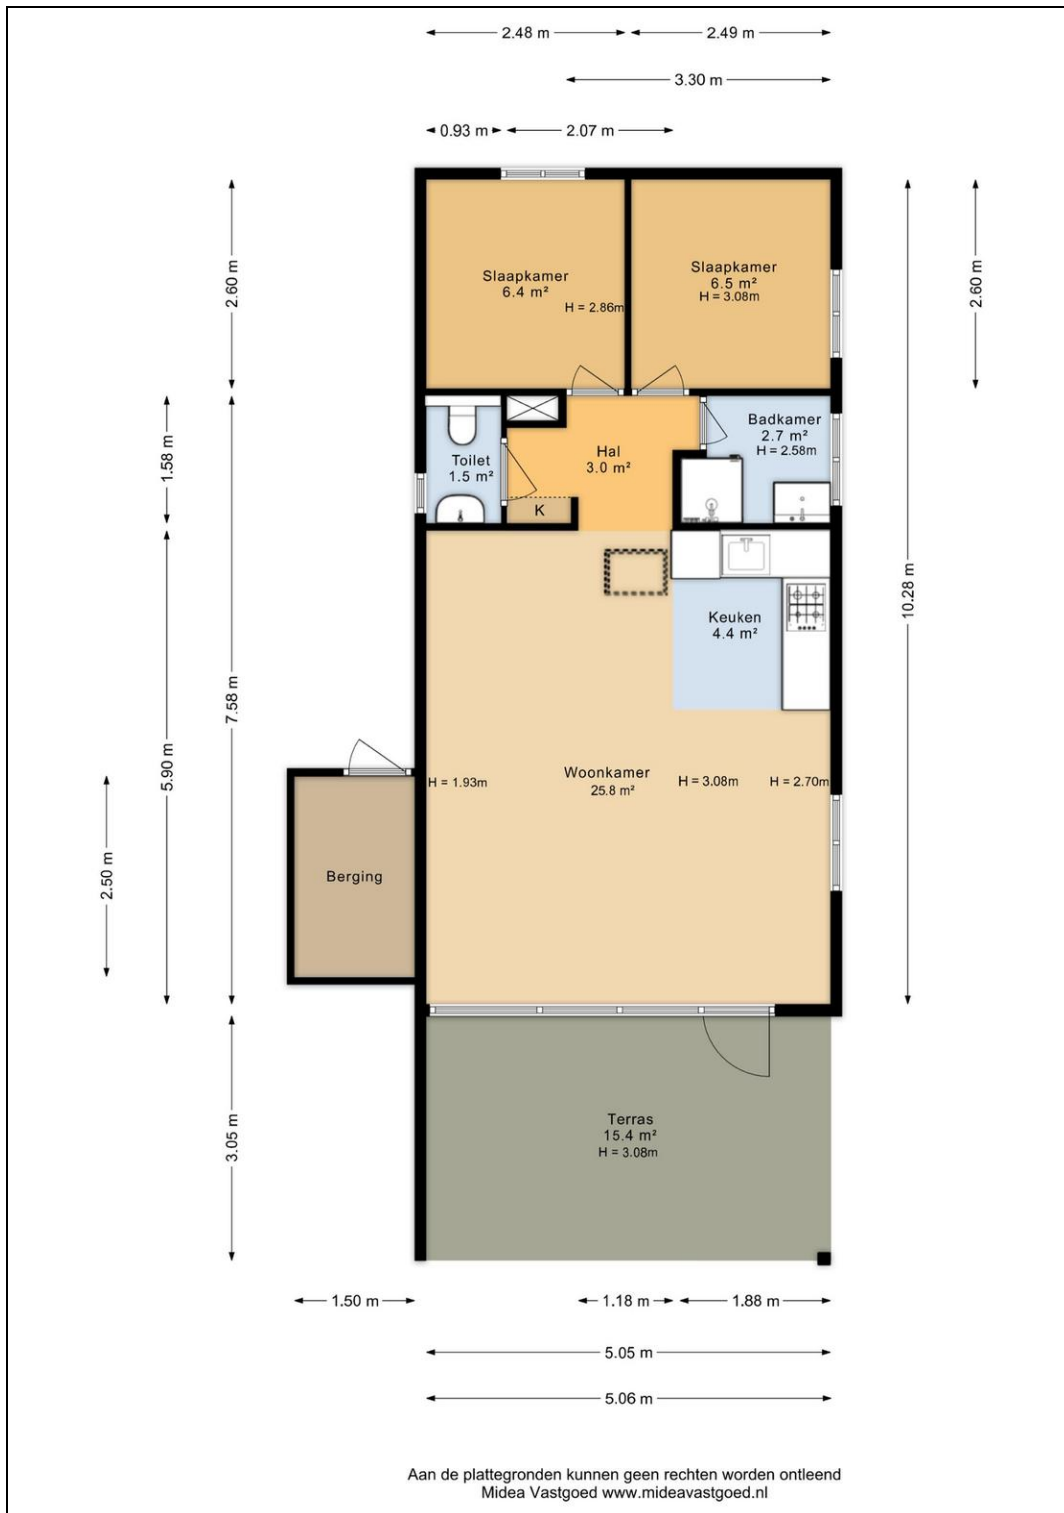 2.48 m
2.49 m
3.30 m
0.93 m
2.07 m
2.60 m
2.60 m
Slaapkamer
6.4 m²
H = 2.86m
Slaapkamer
6.5 m²
H = 3.08m
1.58 m
Toilet
1.5 m²
Hal
3.0 m²
K
Badkamer
2.7 m²
H = 2.58m
10.28 m
Keuken
4.4 m²
7.58 m
5.90 m
H = 1.93m
Woonkamer
25.8 m²
H = 3.08m
H = 2.70m
2.50 m
Berging
3.05 m
Terras
15.4 m²
H = 3.08m
1.50 m
1.18 m
1.88 m
5.05 m
5.06 m
Aan de plattegronden kunnen geen rechten worden ontleend
Midea Vastgoed www.mideavastgoed.nl